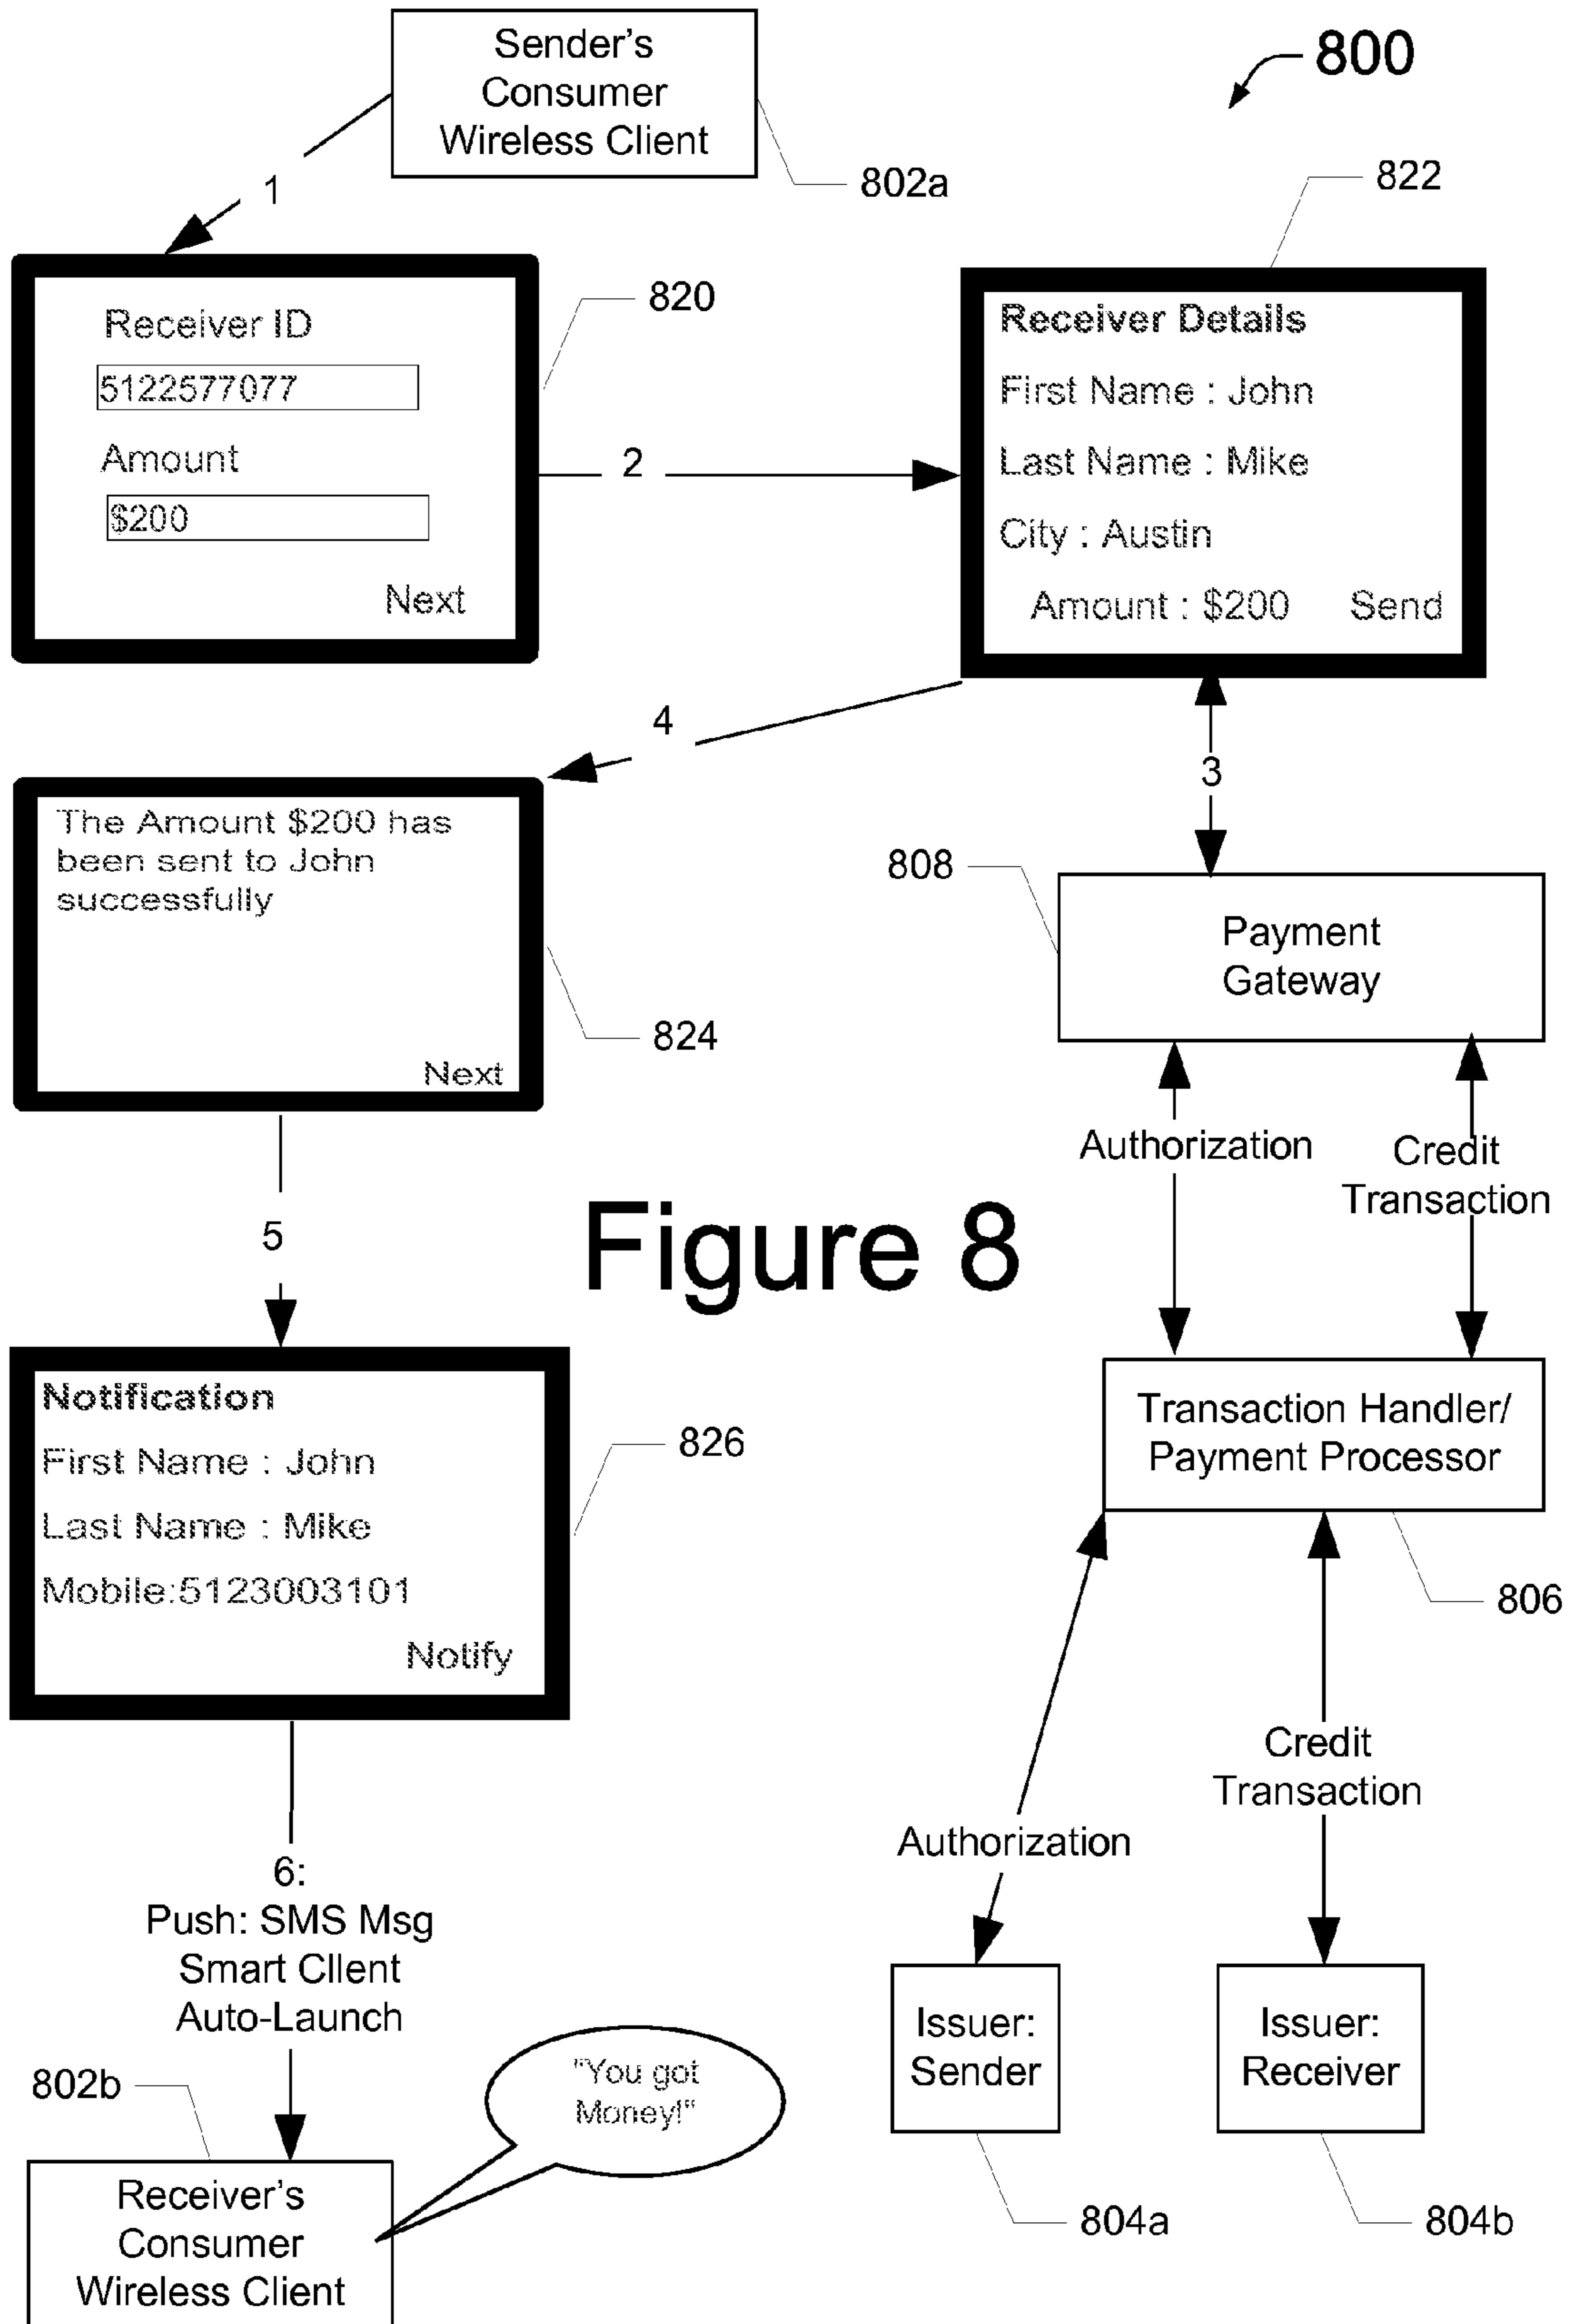 Sender's
Consumer
Wireless Client
800
802a
822
1
820
Receiver ID
5122577077
Amount
$200
Next
2
Receiver Details
First Name : John
Last Name : Mike
City : Austin
Amount : $200 Send
4
3
The Amount $200 has
been sent to John
successfully
Next
824
808
Payment
Gateway
Authorization
Credit
Transaction
5
Figure 8
Notification
First Name : John
Last Name : Mike
Mobile:5123003101
Notify
826
Transaction Handler/
Payment Processor
806
Authorization
Credit
Transaction
6:
Push: SMS Msg
Smart Cllent
Auto-Launch
802b
"You got
Money!"
Receiver's
Consumer
Wireless Client
Issuer:
Sender
Issuer:
Receiver
804a
804b